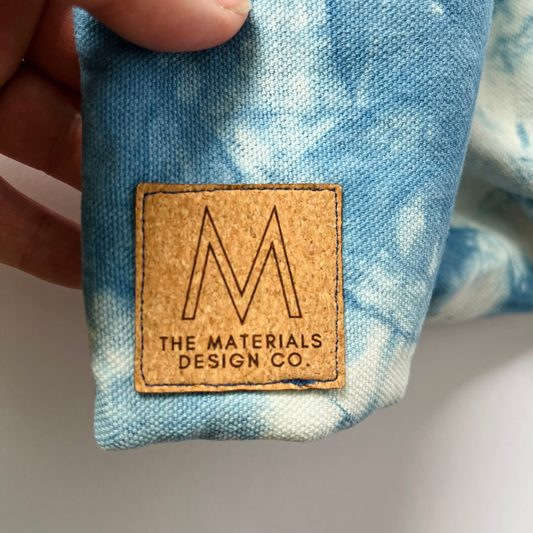 M
THE MATERIALS
DESIGN CO.